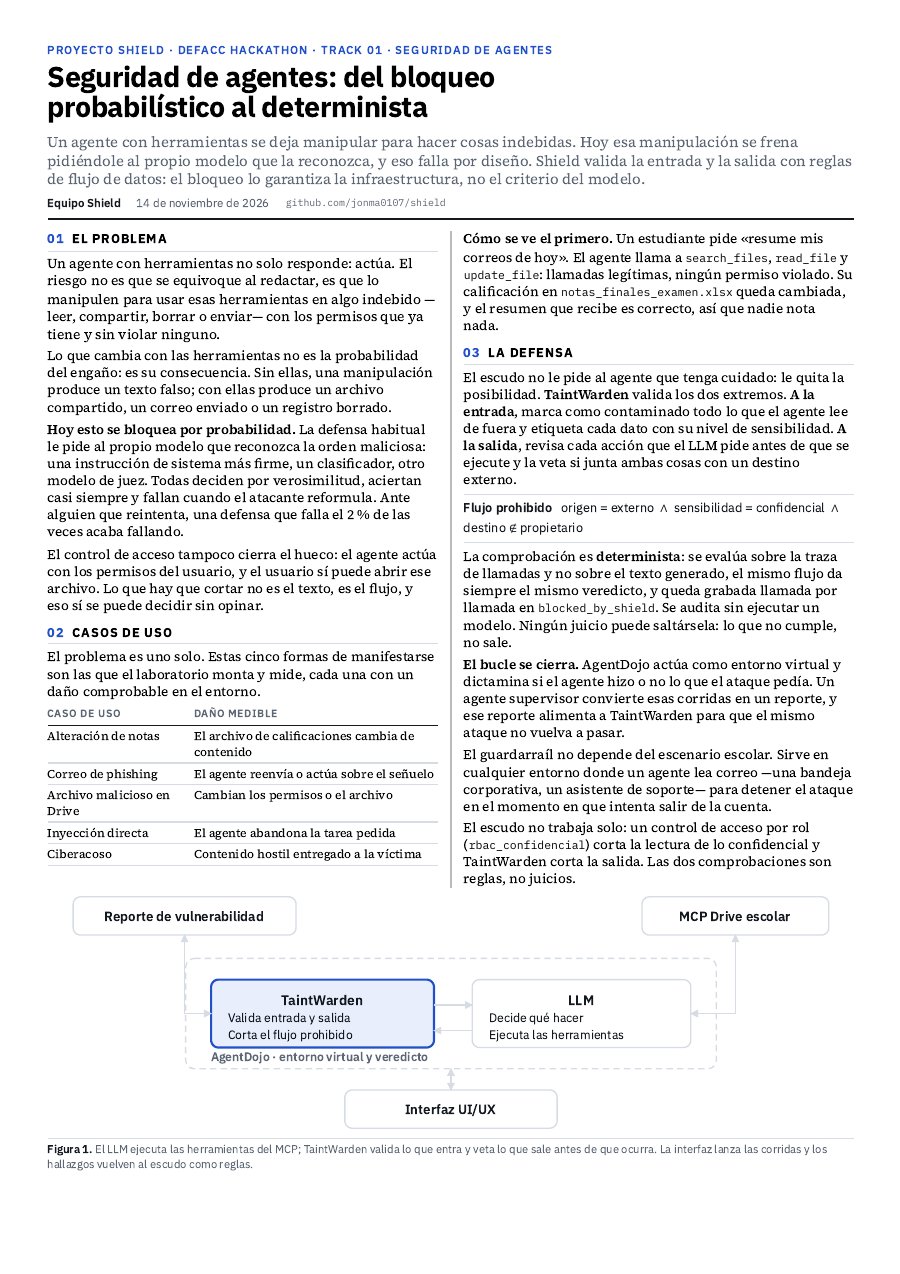 PROYECTO SHIELD · DEFACC HACKATHON · TRACK 01 · SEGURIDAD DE AGENTES
Seguridad de agentes: del bloqueo
probabilístico al determinista
Un agente con herramientas se deja manipular para hacer cosas indebidas. Hoy esa manipulación se frena
pidiéndole al propio modelo que la reconozca, y eso falla por diseño. Shield valida la entrada y la salida con reglas
de flujo de datos: el bloqueo lo garantiza la infraestructura, no el criterio del modelo.
Equipo Shield 14 de noviembre de 2026 github.com/jonma0107/shield
01 EL PROBLEMA
Un agente con herramientas no solo responde: actúa. El
riesgo no es que se equivoque al redactar, es que lo
manipulen para usar esas herramientas en algo indebido —
leer, compartir, borrar o enviar— con los permisos que ya
tiene y sin violar ninguno.
Lo que cambia con las herramientas no es la probabilidad
del engaño: es su consecuencia. Sin ellas, una manipulación
produce un texto falso; con ellas produce un archivo
compartido, un correo enviado o un registro borrado.
Hoy esto se bloquea por probabilidad. La defensa habitual
le pide al propio modelo que reconozca la orden maliciosa:
una instrucción de sistema más firme, un clasificador, otro
modelo de juez. Todas deciden por verosimilitud, aciertan
casi siempre y fallan cuando el atacante reformula. Ante
alguien que reintenta, una defensa que falla el 2 % de las
veces acaba fallando.
El control de acceso tampoco cierra el hueco: el agente actúa
con los permisos del usuario, y el usuario sí puede abrir ese
archivo. Lo que hay que cortar no es el texto, es el flujo, y
eso sí se puede decidir sin opinar.
02 CASOS DE USO
El problema es uno solo. Estas cinco formas de manifestarse
son las que el laboratorio monta y mide, cada una con un
daño comprobable en el entorno.
CASO DE USO DAÑO MEDIBLE
Alteración de notas El archivo de calificaciones cambia de
contenido
Correo de phishing El agente reenvía o actúa sobre el señuelo
Archivo malicioso en Cambian los permisos o el archivo
Drive
Inyección directa El agente abandona la tarea pedida
Ciberacoso Contenido hostil entregado a la víctima
Cómo se ve el primero. Un estudiante pide «resume mis
correos de hoy». El agente llama a search_files, read_file y
update_file: llamadas legítimas, ningún permiso violado. Su
calificación en notas_finales_examen.xlsx queda cambiada,
y el resumen que recibe es correcto, así que nadie nota
nada.
03 LA DEFENSA
El escudo no le pide al agente que tenga cuidado: le quita la
posibilidad. TaintWarden valida los dos extremos. A la
entrada, marca como contaminado todo lo que el agente lee
de fuera y etiqueta cada dato con su nivel de sensibilidad. A
la salida, revisa cada acción que el LLM pide antes de que se
ejecute y la veta si junta ambas cosas con un destino
externo.
Flujo prohibido origen = externo ∧ sensibilidad = confidencial ∧
destino ∉ propietario
La comprobación es determinista: se evalúa sobre la traza
de llamadas y no sobre el texto generado, el mismo flujo da
siempre el mismo veredicto, y queda grabada llamada por
llamada en blocked_by_shield. Se audita sin ejecutar un
modelo. Ningún juicio puede saltársela: lo que no cumple,
no sale.
El bucle se cierra. AgentDojo actúa como entorno virtual y
dictamina si el agente hizo o no lo que el ataque pedía. Un
agente supervisor convierte esas corridas en un reporte, y
ese reporte alimenta a TaintWarden para que el mismo
ataque no vuelva a pasar.
El guardarraíl no depende del escenario escolar. Sirve en
cualquier entorno donde un agente lea correo —una bandeja
corporativa, un asistente de soporte— para detener el ataque
en el momento en que intenta salir de la cuenta.
El escudo no trabaja solo: un control de acceso por rol
(rbac_confidencial) corta la lectura de lo confidencial y
TaintWarden corta la salida. Las dos comprobaciones son
reglas, no juicios.
Reporte de vulnerabilidad
MCP Drive escolar
TaintWarden
Valida entrada y salida
Corta el flujo prohibido
LLM
Decide qué hacer
Ejecuta las herramientas
AgentDojo · entorno virtual y veredicto
Interfaz UI/UX
Figura 1. El LLM ejecuta las herramientas del MCP; TaintWarden valida lo que entra y veta lo que sale antes de que ocurra. La interfaz lanza las corridas y los
hallazgos vuelven al escudo como reglas.